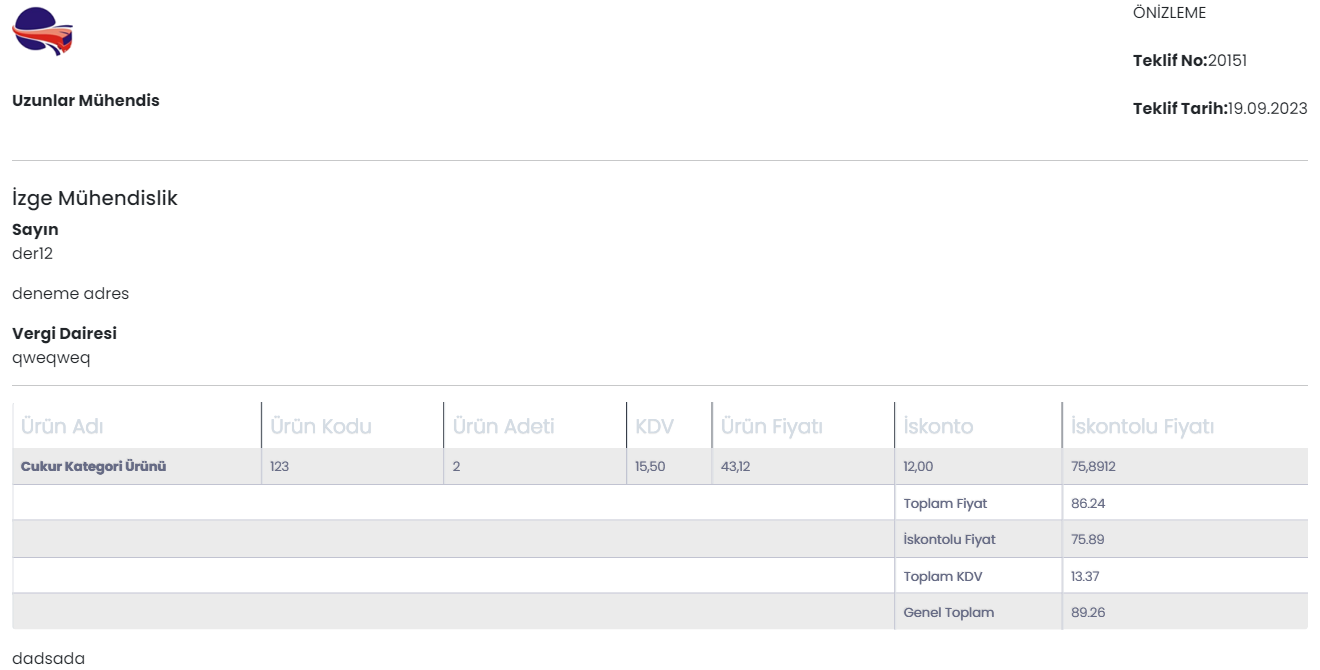 ÖNİZLEME
Teklif No:20151
Uzunlar Mühendis
Teklif Tarih:19.09.2023
İzge Mühendislik
Sayın
der12
deneme adres
Vergi Dairesi
qweqweq
Ürün Adı Ürün Kodu Ürün Adeti KDV Ürün Fiyatı İskonto İskontolu Fiyatı
Cukur Kategori Ürünü 123 2 15,50 43,12 12,00 75,8912
Toplam Fiyat 86.24
İskontolu Fiyat 75.89
Toplam KDV 13.37
Genel Toplam 89.26
dadsada